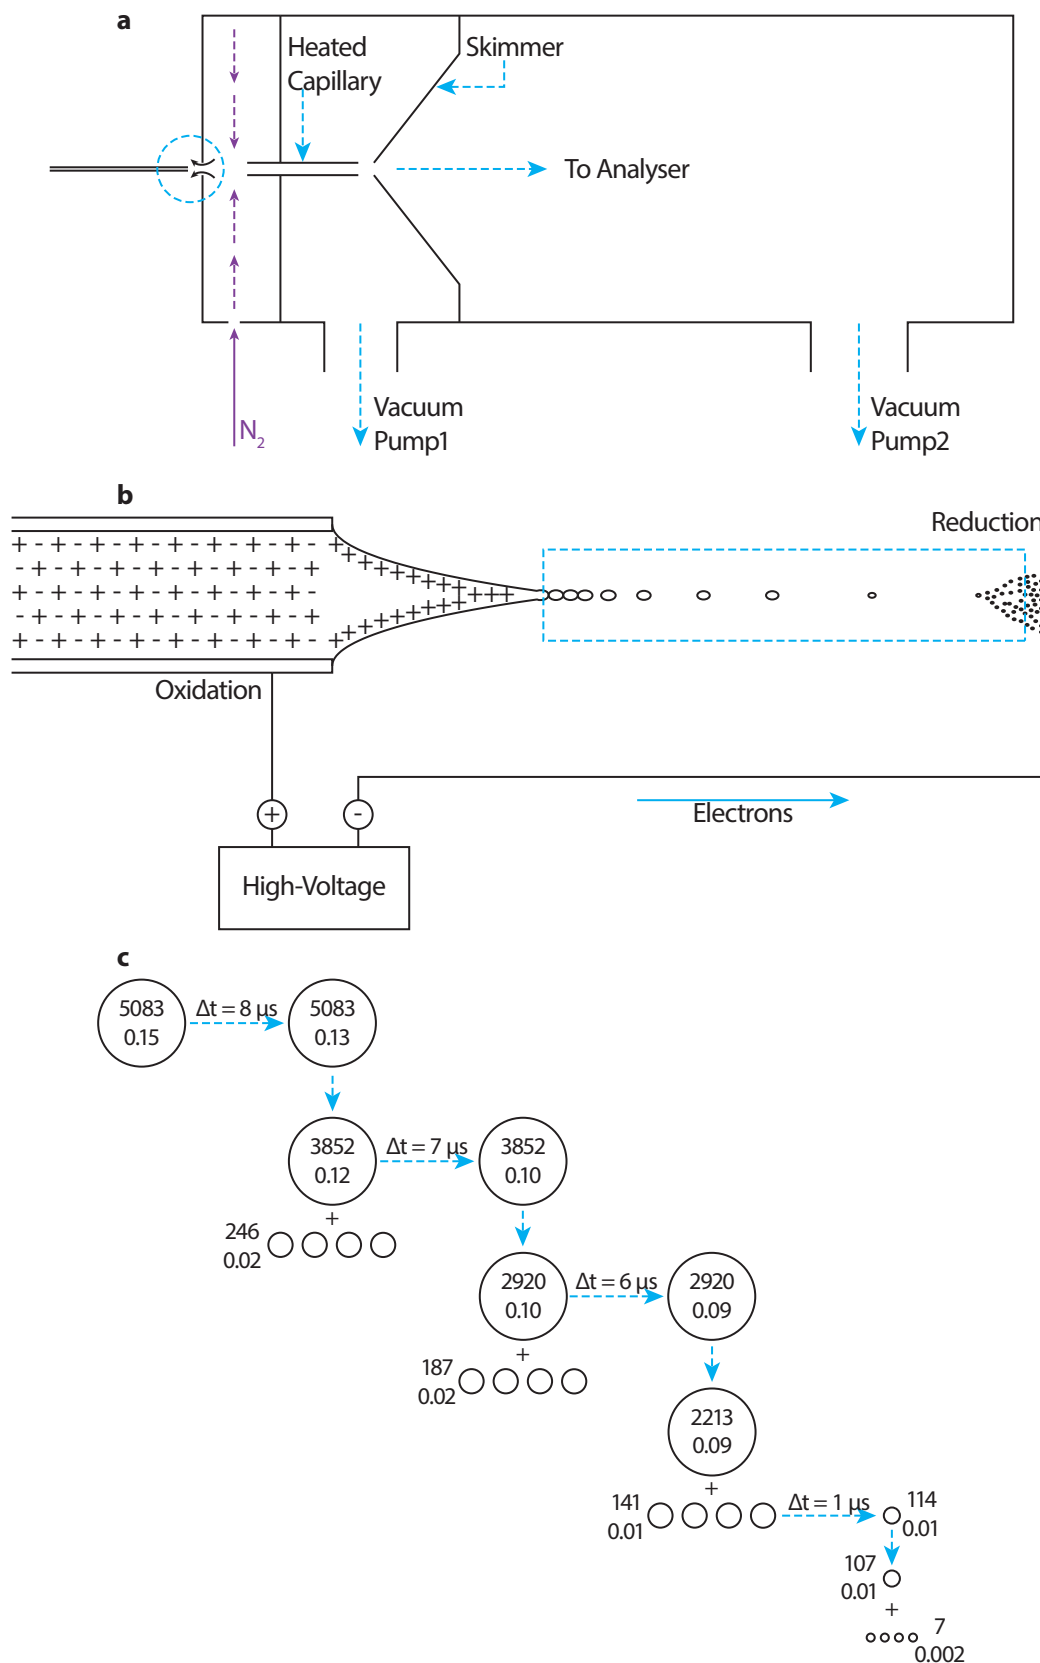 a
Heated
Capillary
Skimmer
To Analyser
N₂
Vacuum
Pump1
Vacuum
Pump2
b
Reduction
+ - + - + - + - + - + - + - + - +
- + - + - + - + - + - + - + - +
+ - + - + - + - + - + - + - + -
- + - + - + - + - + - + - + - +
+ - + - + - + - + - + - + - + - +
Oxidation
+
-
Electrons
High-Voltage
c
5083
0.15
Δt = 8 µs
5083
0.13
3852
0.12
Δt = 7 µs
3852
0.10
+
246
0.02
2920
0.10
Δt = 6 µs
2920
0.09
+
187
0.02
2213
0.09
+
141
0.01
Δt = 1 µs
114
0.01
107
0.01
+
7
0.002